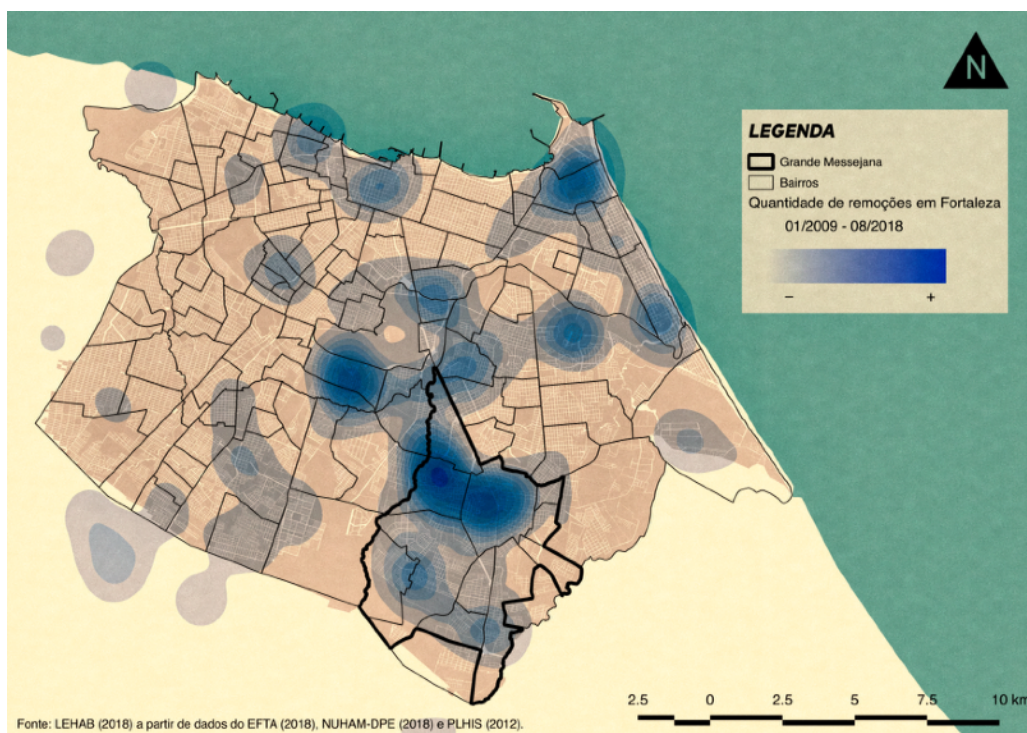 N
LEGENDA
Grande Messejana
Bairros
Quantidade de remoções em Fortaleza
01/2009 - 08/2018
− +
2.5 0 2.5 5 7.5 10 km
Fonte: LEHAB (2018) a partir de dados do EFTA (2018), NUHAM-DPE (2018) e PLHIS (2012).